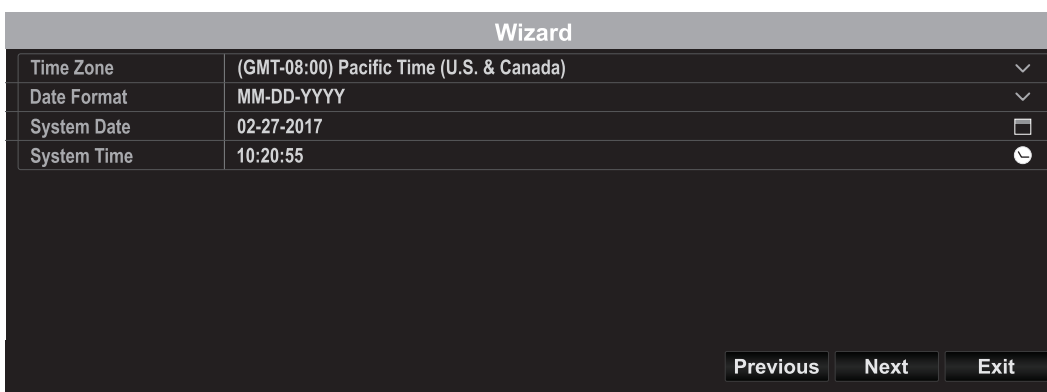 Wizard
Time Zone (GMT-08:00) Pacific Time (U.S. & Canada)
Date Format MM-DD-YYYY
System Date 02-27-2017
System Time 10:20:55
Previous Next Exit